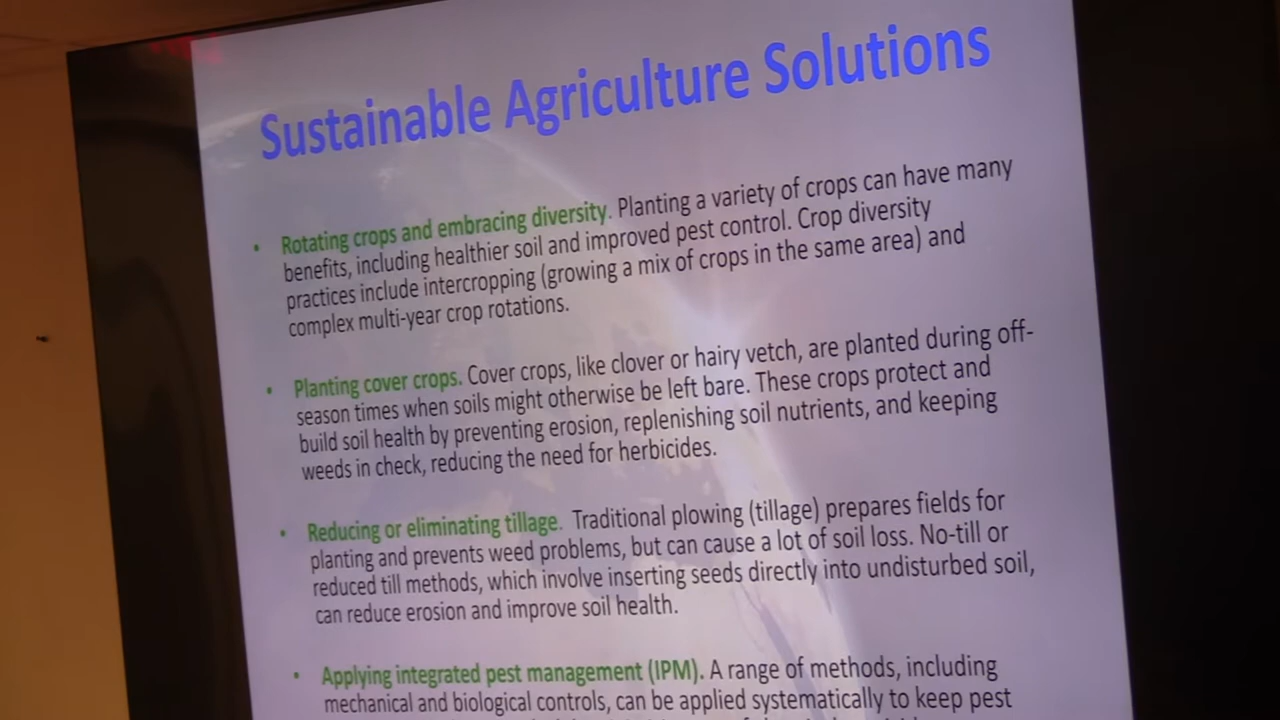 Sustainable Agriculture Solutions
• Rotating crops and embracing diversity. Planting a variety of crops can have many
benefits, including healthier soil and improved pest control. Crop diversity
practices include intercropping (growing a mix of crops in the same area) and
complex multi-year crop rotations.
• Planting cover crops. Cover crops, like clover or hairy vetch, are planted during off-
season times when soils might otherwise be left bare. These crops protect and
build soil health by preventing erosion, replenishing soil nutrients, and keeping
weeds in check, reducing the need for herbicides.
• Reducing or eliminating tillage. Traditional plowing (tillage) prepares fields for
planting and prevents weed problems, but can cause a lot of soil loss. No-till or
reduced till methods, which involve inserting seeds directly into undisturbed soil,
can reduce erosion and improve soil health.
• Applying integrated pest management (IPM). A range of methods, including
mechanical and biological controls, can be applied systematically to keep pest